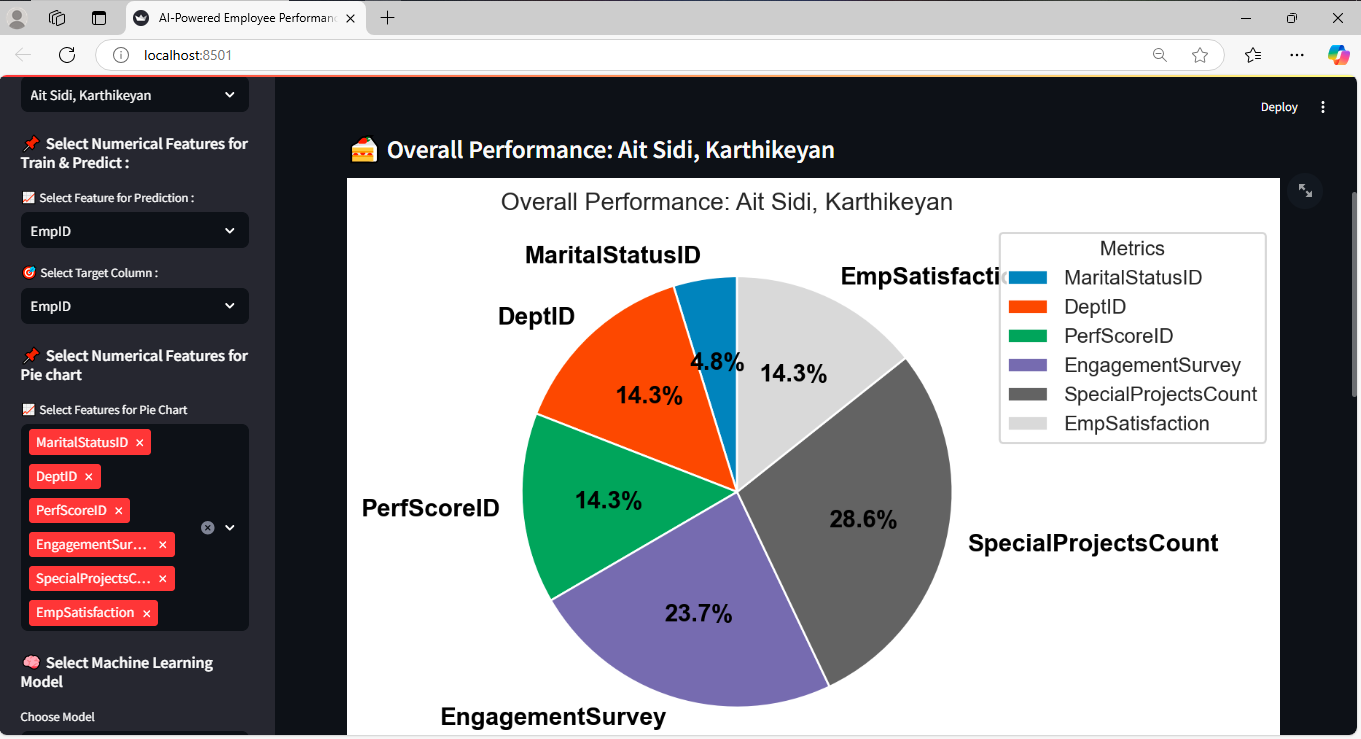 AI-Powered Employee Performan
localhost:8501
Ait Sidi, Karthikeyan
Select Numerical Features for
Train & Predict :
Select Feature for Prediction :
EmpID
Select Target Column :
EmpID
Select Numerical Features for
Pie chart
Select Features for Pie Chart
MaritalStatusID
DeptID
PerfScoreID
EngagementSur...
SpecialProjectsC...
EmpSatisfaction
Select Machine Learning
Model
Choose Model
Deploy
Overall Performance: Ait Sidi, Karthikeyan
Overall Performance: Ait Sidi, Karthikeyan
MaritalStatusID
EmpSatisfactio
DeptID
4.8%
14.3%
14.3%
PerfScoreID
14.3%
28.6%
SpecialProjectsCount
23.7%
EngagementSurvey
Metrics
MaritalStatusID
DeptID
PerfScoreID
EngagementSurvey
SpecialProjectsCount
EmpSatisfaction